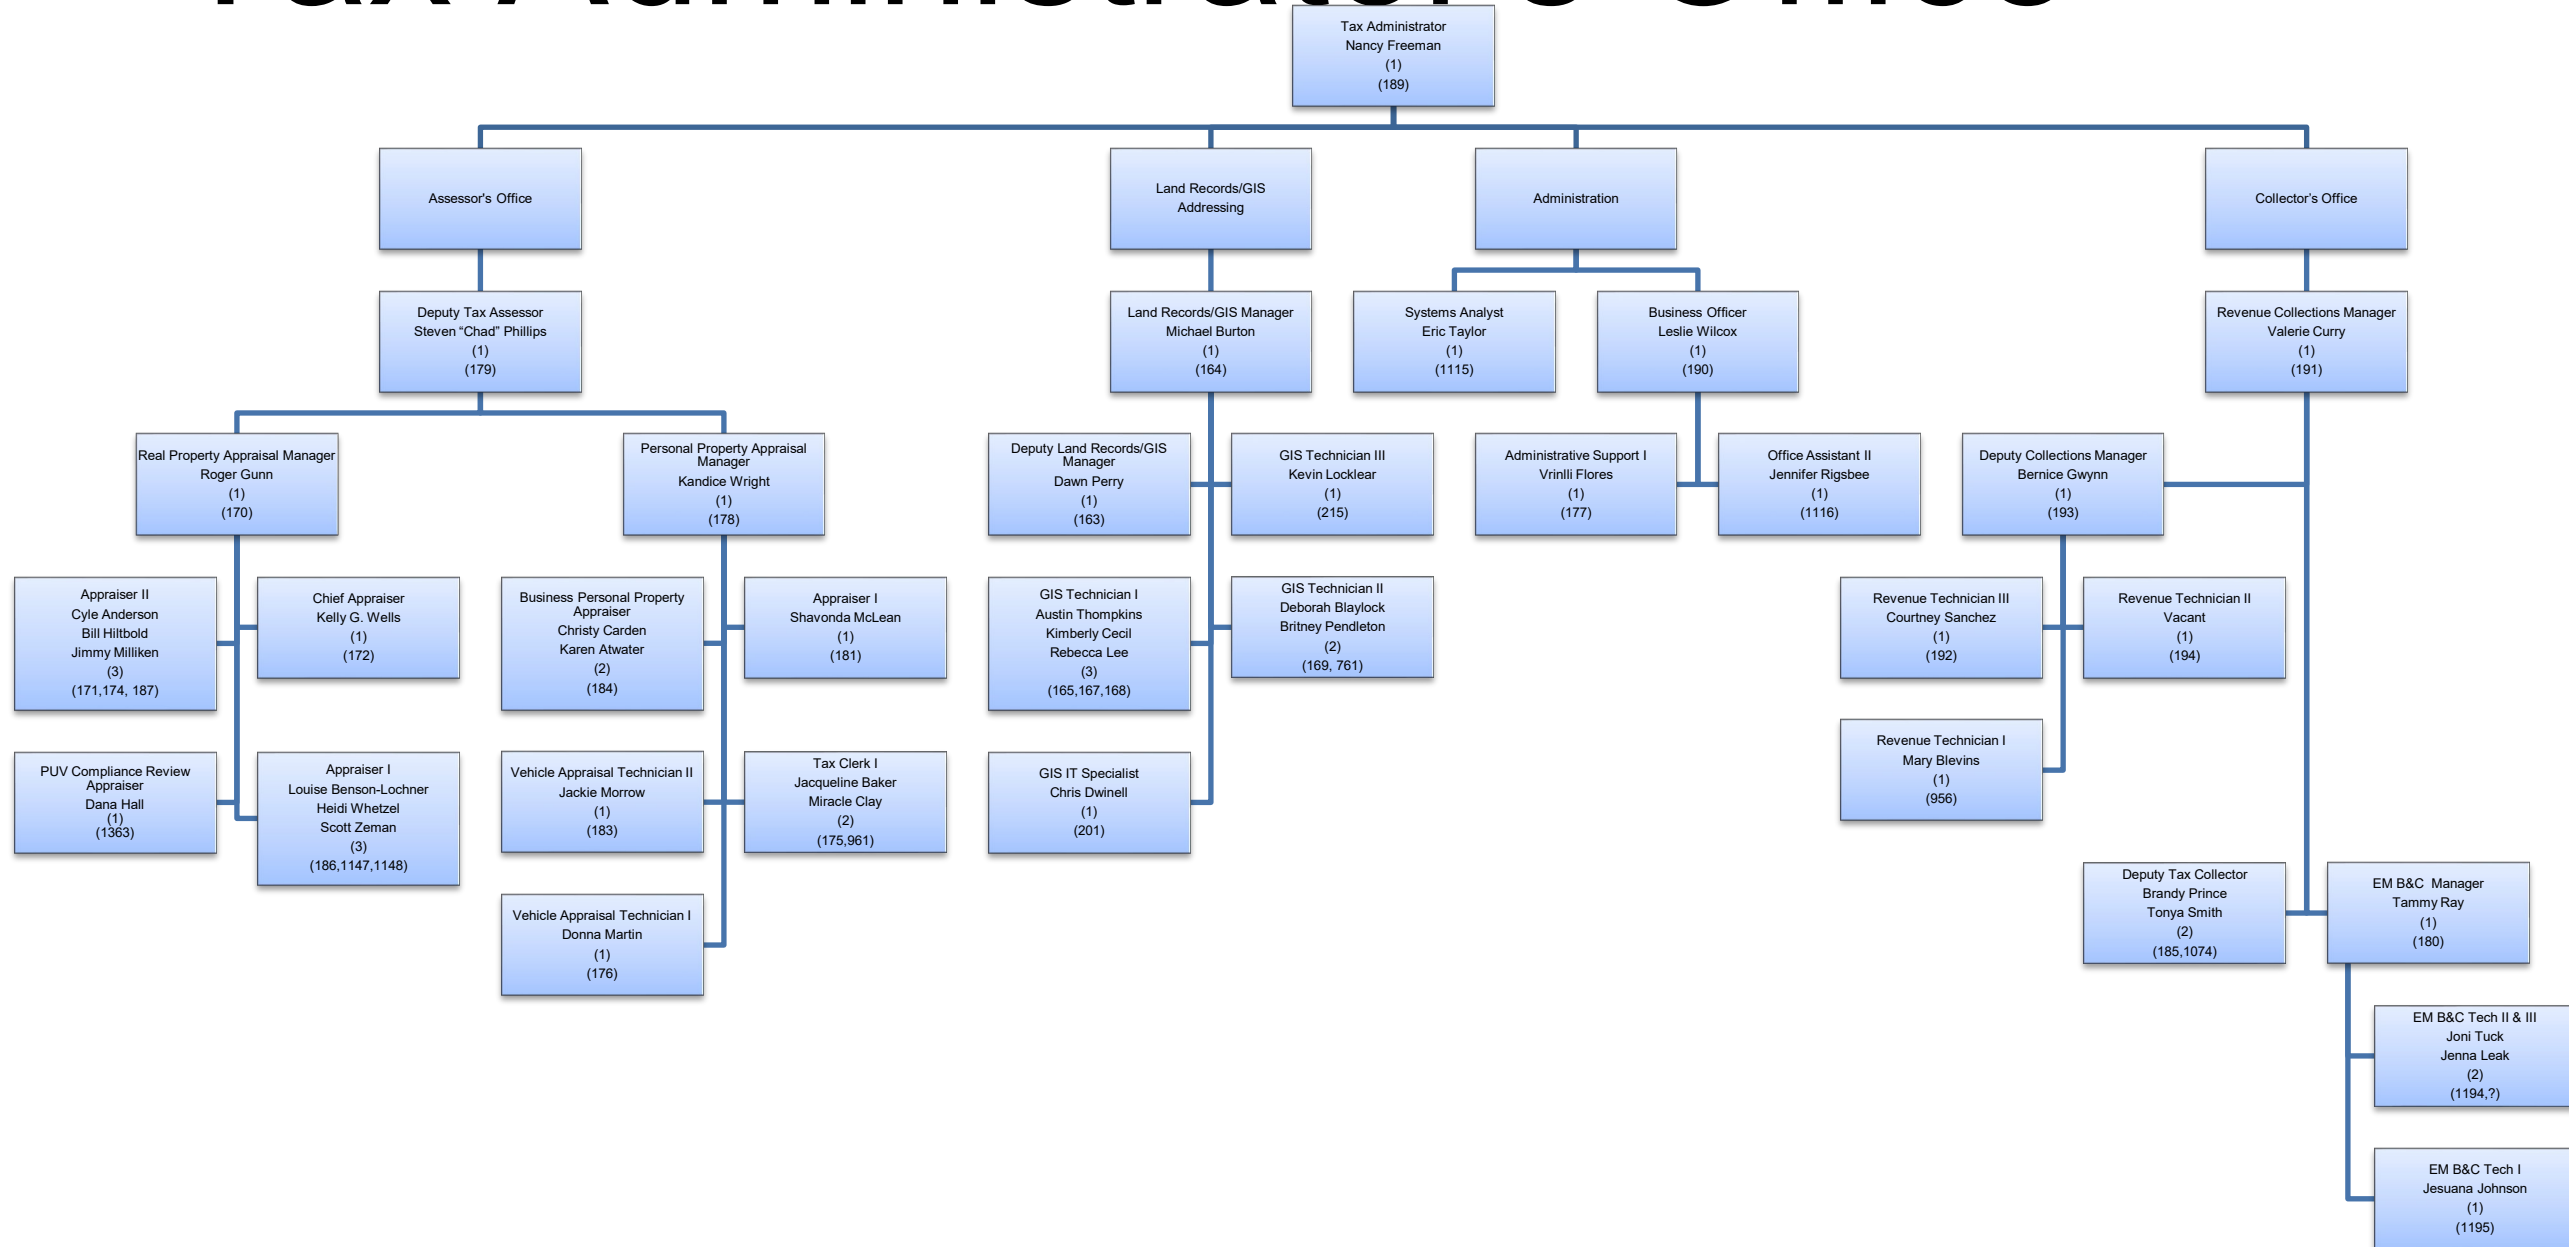 Tax Administrator's Office
Tax Administrator
Nancy Freeman
(1)
(189)
Assessor's Office
Land Records/GIS
Addressing
Administration
Collector's Office
Deputy Tax Assessor
Steven “Chad” Phillips
(1)
(179)
Land Records/GIS Manager
Michael Burton
(1)
(164)
Systems Analyst
Eric Taylor
(1)
(1115)
Business Officer
Leslie Wilcox
(1)
(190)
Revenue Collections Manager
Valerie Curry
(1)
(191)
Real Property Appraisal Manager
Roger Gunn
(1)
(170)
Personal Property Appraisal
Manager
Kandice Wright
(1)
(178)
Deputy Land Records/GIS
Manager
Dawn Perry
(1)
(163)
GIS Technician III
Kevin Locklear
(1)
(215)
Administrative Support I
Vrinlli Flores
(1)
(177)
Office Assistant II
Jennifer Rigsbee
(1)
(1116)
Deputy Collections Manager
Bernice Gwynn
(1)
(193)
Appraiser II
Cyle Anderson
Bill Hiltbold
Jimmy Milliken
(3)
(171,174, 187)
Chief Appraiser
Kelly G. Wells
(1)
(172)
Business Personal Property
Appraiser
Christy Carden
Karen Atwater
(2)
(184)
Appraiser I
Shavonda McLean
(1)
(181)
GIS Technician I
Austin Thompkins
Kimberly Cecil
Rebecca Lee
(3)
(165,167,168)
GIS Technician II
Deborah Blaylock
Britney Pendleton
(2)
(169, 761)
Revenue Technician III
Courtney Sanchez
(1)
(192)
Revenue Technician II
Vacant
(1)
(194)
PUV Compliance Review
Appraiser
Dana Hall
(1)
(1363)
Appraiser I
Louise Benson-Lochner
Heidi Whetzel
Scott Zeman
(3)
(186,1147,1148)
Vehicle Appraisal Technician II
Jackie Morrow
(1)
(183)
Tax Clerk I
Jacqueline Baker
Miracle Clay
(2)
(175,961)
GIS IT Specialist
Chris Dwinell
(1)
(201)
Revenue Technician I
Mary Blevins
(1)
(956)
Vehicle Appraisal Technician I
Donna Martin
(1)
(176)
Deputy Tax Collector
Brandy Prince
Tonya Smith
(2)
(185,1074)
EM B&C  Manager
Tammy Ray
(1)
(180)
EM B&C Tech II & III
Joni Tuck
Jenna Leak
(2)
(1194,?)
EM B&C Tech I
Jesuana Johnson
(1)
(1195)